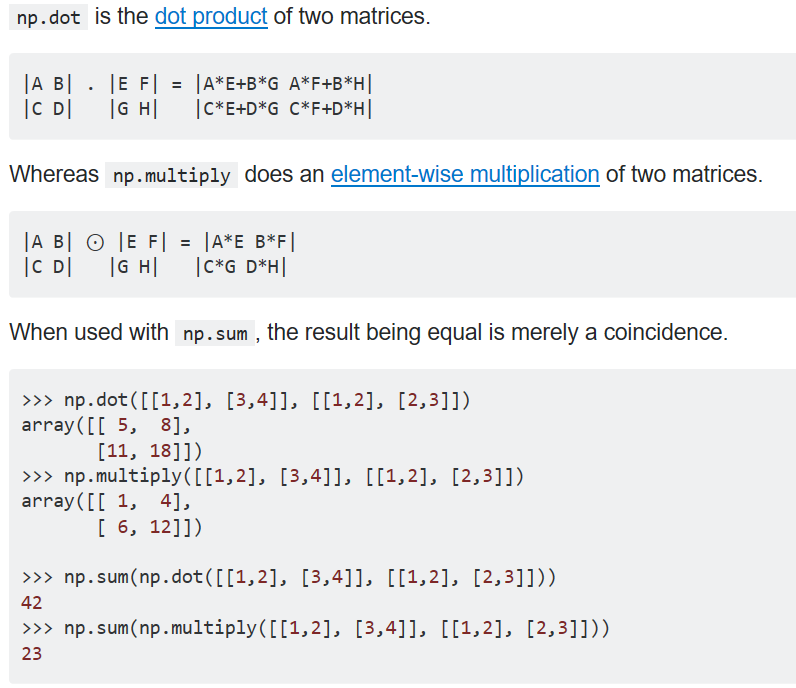 np.dot is the dot product of two matrices.
|A B| . |E F| = |A*E+B*G A*F+B*H|
|C D|   |G H|   |C*E+D*G C*F+D*H|
Whereas np.multiply does an element-wise multiplication of two matrices.
|A B| ⊙ |E F| = |A*E B*F|
|C D|   |G H|   |C*G D*H|
When used with np.sum, the result being equal is merely a coincidence.
>>> np.dot([[1,2], [3,4]], [[1,2], [2,3]])
array([[ 5,  8],
       [11, 18]])
>>> np.multiply([[1,2], [3,4]], [[1,2], [2,3]])
array([[ 1,  4],
       [ 6, 12]])
>>> np.sum(np.dot([[1,2], [3,4]], [[1,2], [2,3]]))
42
>>> np.sum(np.multiply([[1,2], [3,4]], [[1,2], [2,3]]))
23